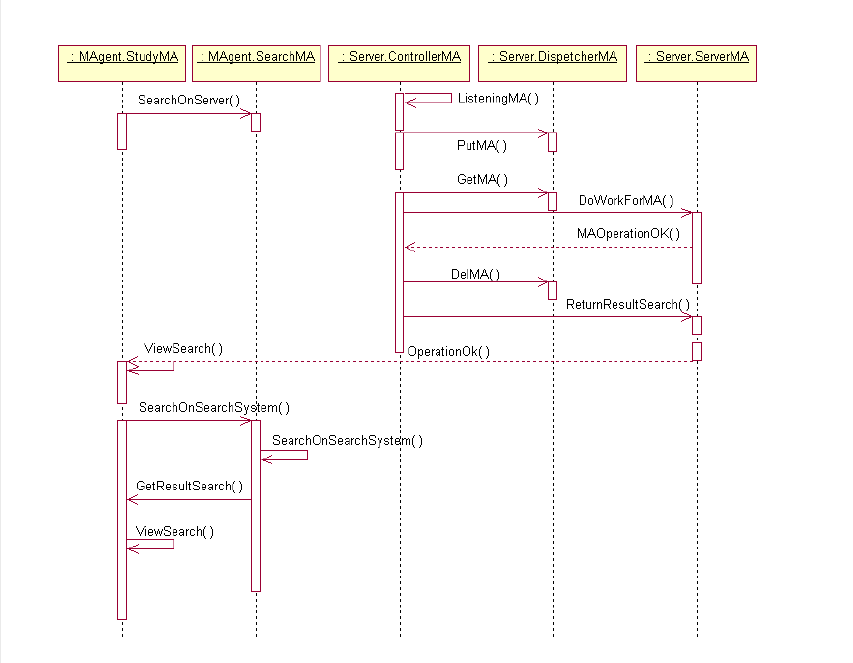 : MAgent.StudyMA
: MAgent.SearchMA
: Server.ControllerMA
: Server.DispetcherMA
: Server.ServerMA
SearchOnServer( )
ListeningMA( )
PutMA( )
GetMA( )
DoWorkForMA( )
MAOperationOK( )
DelMA( )
ReturnResultSearch( )
ViewSearch( )
OperationOk( )
SearchOnSearchSystem( )
SearchOnSearchSystem( )
GetResultSearch( )
ViewSearch( )